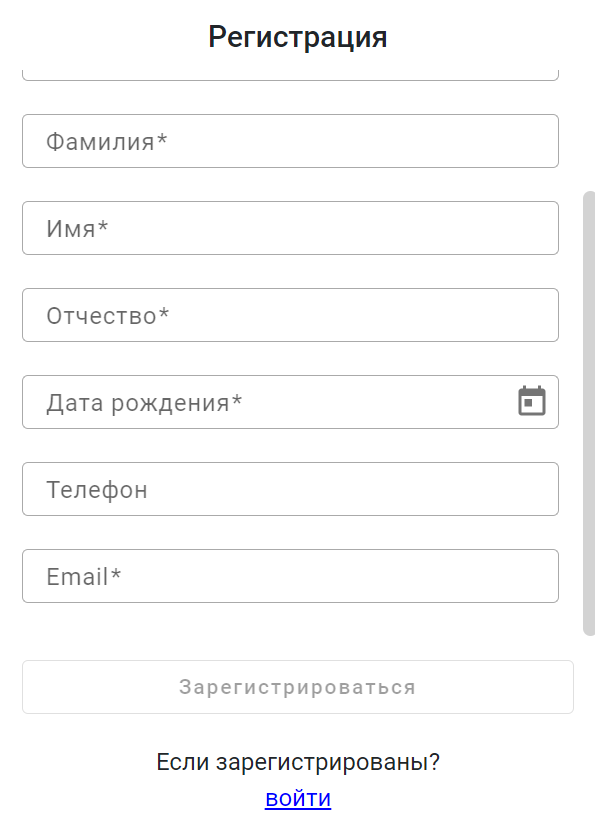 Регистрация
Фамилия*
Имя*
Отчество*
Дата рождения*
Телефон
Email*
Зарегистрироваться
Если зарегистрированы?
войти